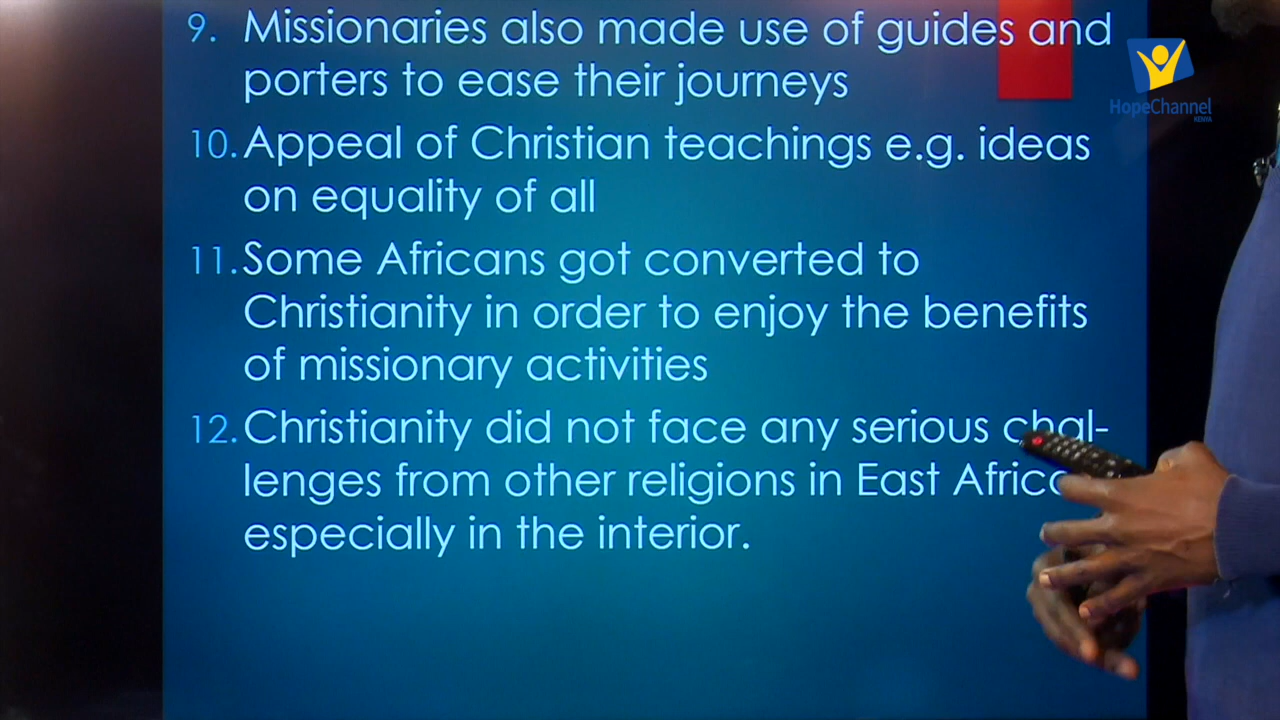 9. Missionaries also made use of guides and
porters to ease their journeys
10. Appeal of Christian teachings e.g. ideas
on equality of all
11. Some Africans got converted to
Christianity in order to enjoy the benefits
of missionary activities
12. Christianity did not face any serious chal-
lenges from other religions in East Africa
especially in the interior.
HopeChannel
KENYA